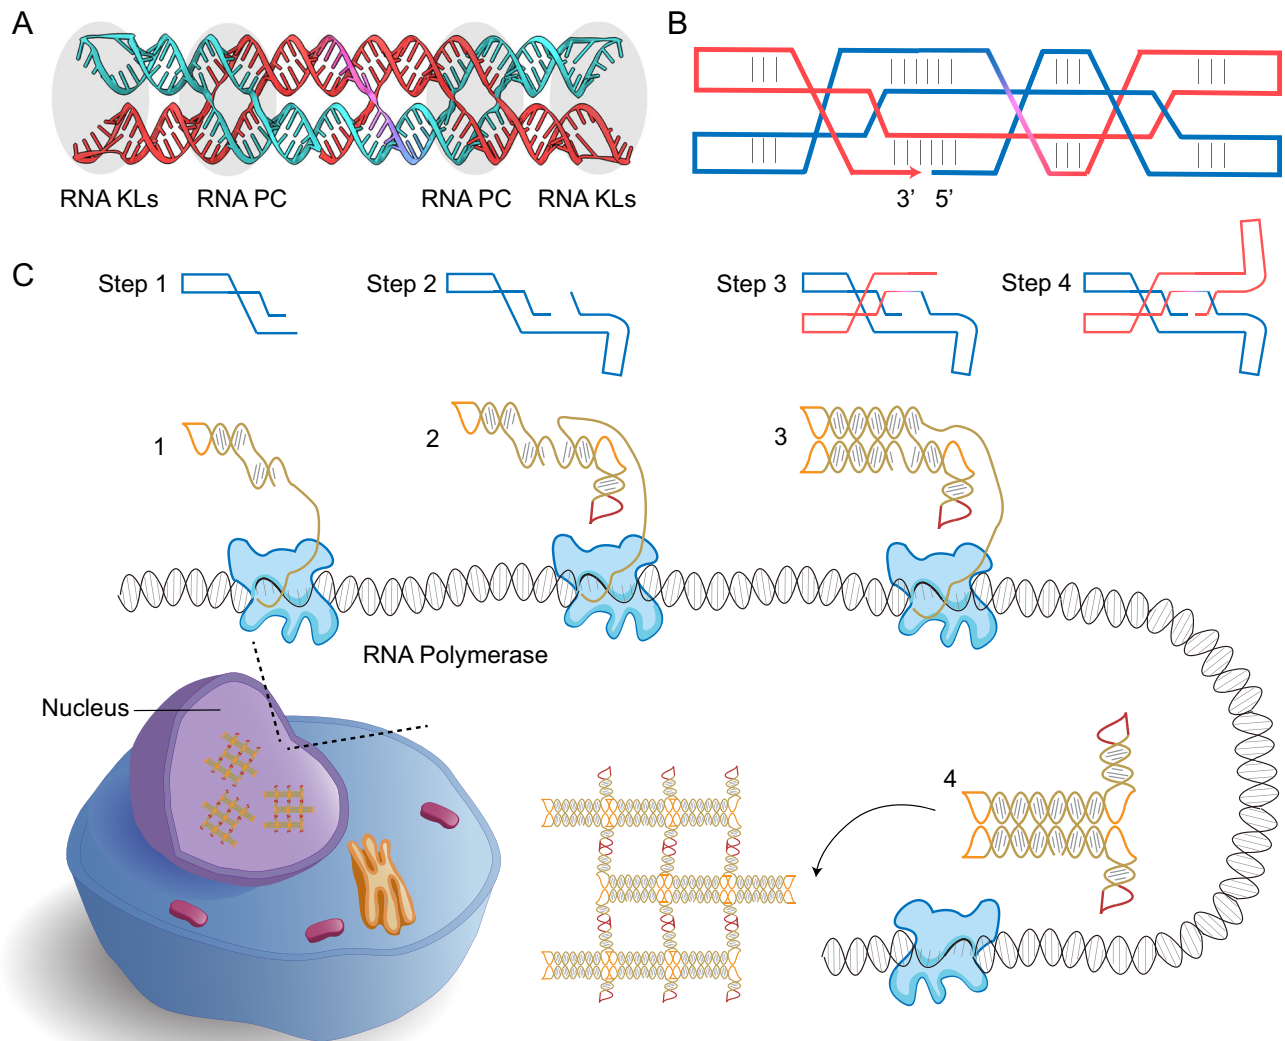 A
B
RNA KLs
RNA PC
RNA PC
RNA KLs
3’ 5’
C
Step 1
Step 2
Step 3
Step 4
1
2
3
RNA Polymerase
Nucleus
4